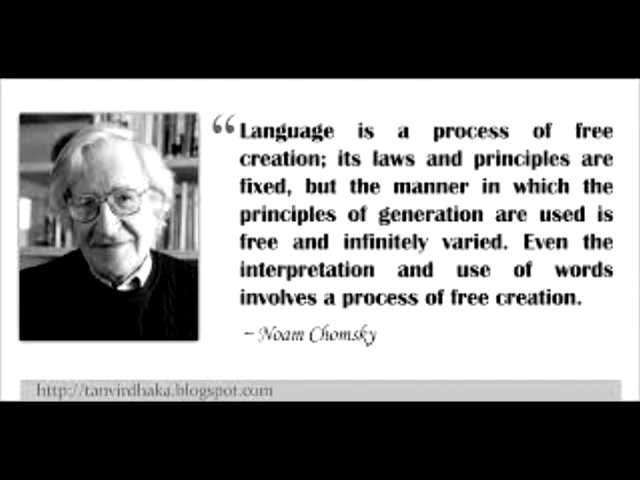 “ Language is a process of free
creation; its laws and principles are
fixed, but the manner in which the
principles of generation are used is
free and infinitely varied. Even the
interpretation and use of words
involves a process of free creation.
~ Noam Chomsky
http://tanvirdhaka.blogspot.com